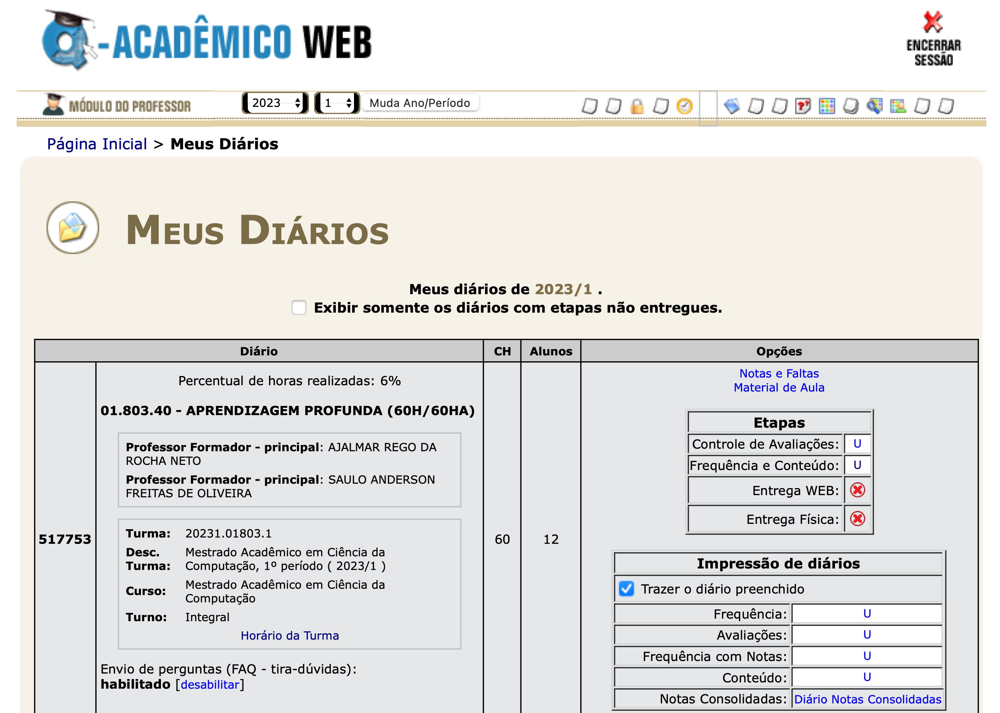 -ACADÊMICO WEB
ENCERRAR
SESSÃO
MÓDULO DO PROFESSOR
2023
1
Muda Ano/Período
Página Inicial > Meus Diários
MEUS DIÁRIOS
Meus diários de 2023/1 .
Exibir somente os diários com etapas não entregues.
Diário
CH
Alunos
Opções
517753
Percentual de horas realizadas: 6%
01.803.40 - APRENDIZAGEM PROFUNDA (60H/60HA)
Professor Formador - principal: AJALMAR REGO DA
ROCHA NETO
Professor Formador - principal: SAULO ANDERSON
FREITAS DE OLIVEIRA
Turma: 20231.01803.1
Desc. Turma: Mestrado Acadêmico em Ciência da
Computação, 1º período ( 2023/1 )
Curso: Mestrado Acadêmico em Ciência da
Computação
Turno: Integral
Horário da Turma
Envio de perguntas (FAQ - tira-dúvidas):
habilitado [desabilitar]
60
12
Notas e Faltas
Material de Aula
Etapas
Controle de Avaliações: U
Frequência e Conteúdo: U
Entrega WEB:
Entrega Física:
Impressão de diários
Trazer o diário preenchido
Frequência: U
Avaliações: U
Frequência com Notas: U
Conteúdo: U
Notas Consolidadas: Diário Notas Consolidadas